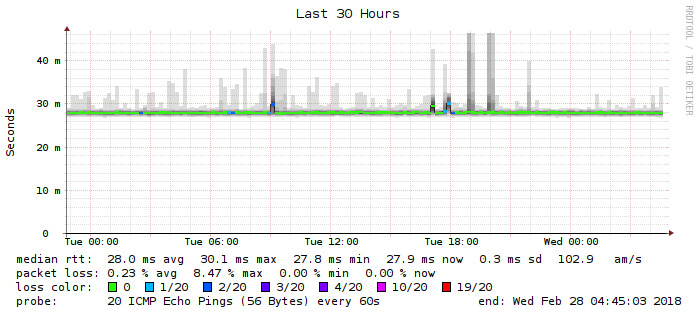 Last 30 Hours
RRDTOOL / TOBI OETIKER
Seconds
40 m
30 m
20 m
10 m
0
Tue 00:00 Tue 06:00 Tue 12:00 Tue 18:00 Wed 00:00
median rtt: 28.0 ms avg 30.1 ms max 27.8 ms min 27.9 ms now 0.3 ms sd 102.9 am/s
packet loss: 0.23 % avg 8.47 % max 0.00 % min 0.00 % now
loss color: 0 1/20 2/20 3/20 4/20 10/20 19/20
probe: 20 ICMP Echo Pings (56 Bytes) every 60s end: Wed Feb 28 04:45:03 2018